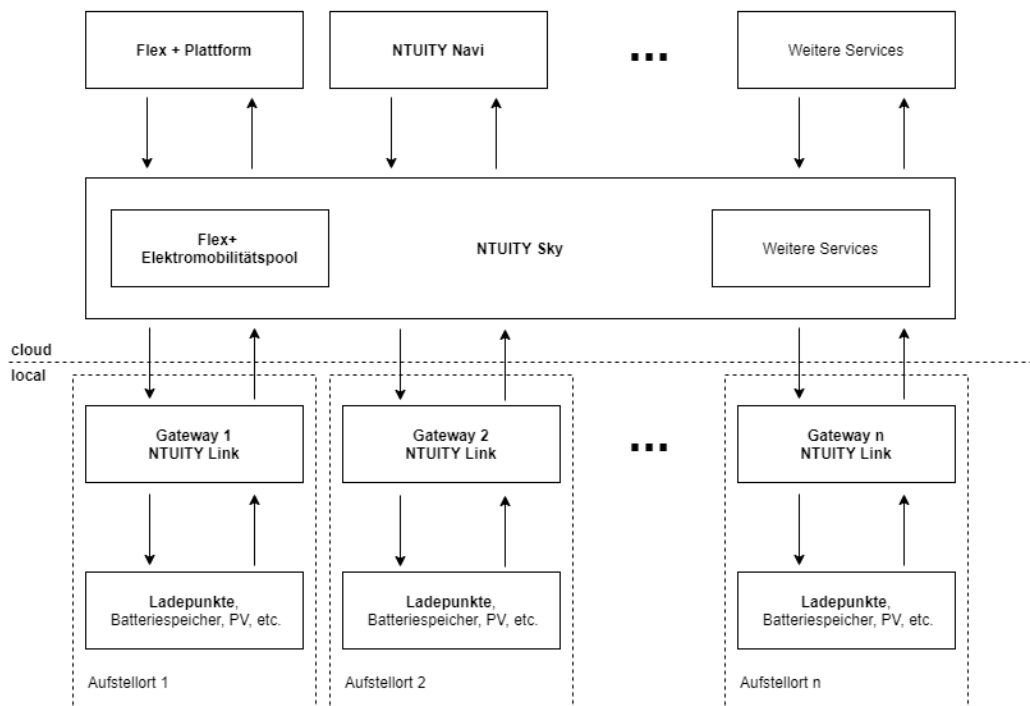 Flex + Plattform
NTUITY Navi
...
Weitere Services
Flex+
Elektromobilitätspool
NTUITY Sky
Weitere Services
cloud
local
Gateway 1
NTUITY Link
Gateway 2
NTUITY Link
...
Gateway n
NTUITY Link
Ladepunkte,
Batteriespeicher, PV, etc.
Ladepunkte,
Batteriespeicher, PV, etc.
Ladepunkte,
Batteriespeicher, PV, etc.
Aufstellort 1
Aufstellort 2
Aufstellort n